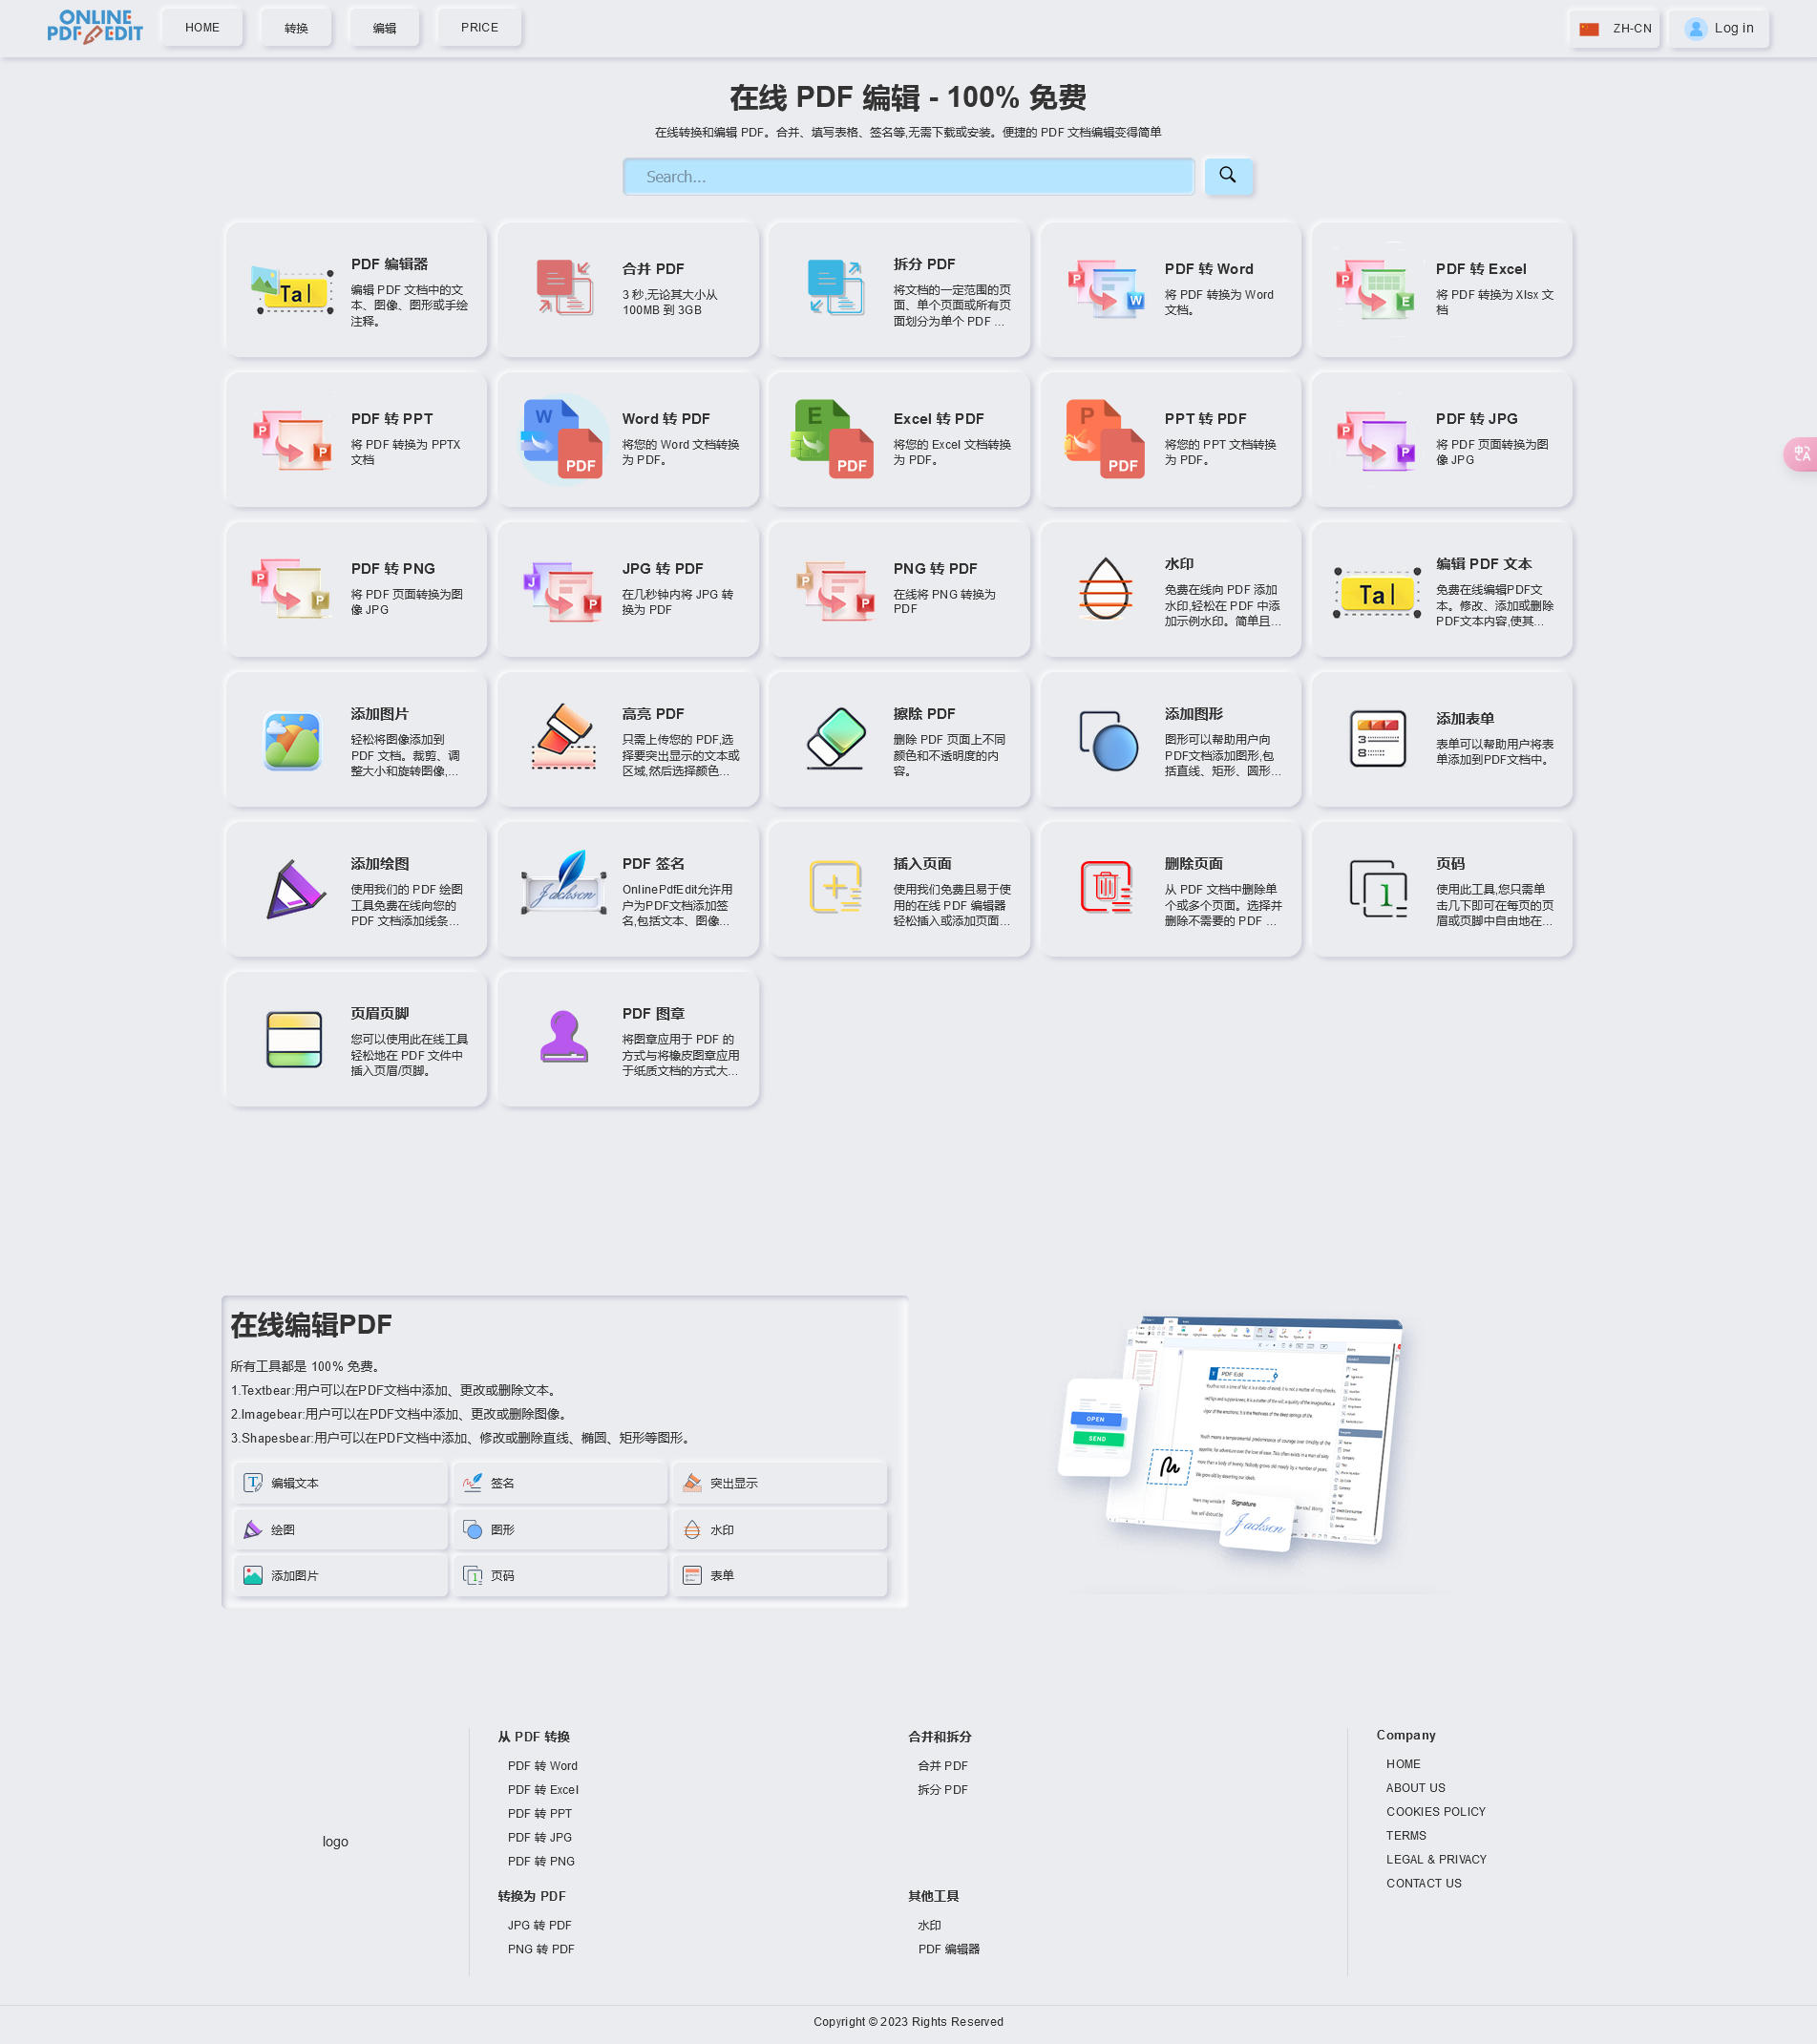 ONLINE
PDF EDIT
HOME
转换
编辑
PRICE
ZH-CN
Log in
在线 PDF 编辑 - 100% 免费
在线转换和编辑 PDF。合并、填写表格、签名等,无需下载或安装。便捷的 PDF 文档编辑变得简单
Search...
PDF 编辑器
编辑 PDF 文档中的文
本、图像、图形或手绘
注释。
合并 PDF
3 秒,无论其大小从
100MB 到 3GB
拆分 PDF
将文档的一定范围的页
面、单个页面或所有页
面划分为单个 PDF ...
PDF 转 Word
将 PDF 转换为 Word
文档。
PDF 转 Excel
将 PDF 转换为 Xlsx 文
档
PDF 转 PPT
将 PDF 转换为 PPTX
文档
Word 转 PDF
将您的 Word 文档转换
为 PDF。
Excel 转 PDF
将您的 Excel 文档转换
为 PDF。
PPT 转 PDF
将您的 PPT 文档转换
为 PDF。
PDF 转 JPG
将 PDF 页面转换为图
像 JPG
PDF 转 PNG
将 PDF 页面转换为图
像 JPG
JPG 转 PDF
在几秒钟内将 JPG 转
换为 PDF
PNG 转 PDF
在线将 PNG 转换为
PDF
水印
免费在线向 PDF 添加
水印,轻松在 PDF 中添
加示例水印。简单且...
编辑 PDF 文本
免费在线编辑PDF文
本。修改、添加或删除
PDF文本内容,使其...
添加图片
轻松将图像添加到
PDF 文档。裁剪、调
整大小和旋转图像,...
高亮 PDF
只需上传您的 PDF,选
择要突出显示的文本或
区域,然后选择颜色...
擦除 PDF
删除 PDF 页面上不同
颜色和不透明度的内
容。
添加图形
图形可以帮助用户向
PDF文档添加图形,包
括直线、矩形、圆形...
添加表单
表单可以帮助用户将表
单添加到PDF文档中。
添加绘图
使用我们的 PDF 绘图
工具免费在线向您的
PDF 文档添加线条...
PDF 签名
OnlinePdfEdit允许用
户为PDF文档添加签
名,包括文本、图像...
插入页面
使用我们免费且易于使
用的在线 PDF 编辑器
轻松插入或添加页面...
删除页面
从 PDF 文档中删除单
个或多个页面。选择并
删除不需要的 PDF ...
页码
使用此工具,您只需单
击几下即可在每页的页
眉或页脚中自由地在...
页眉页脚
您可以使用此在线工具
轻松地在 PDF 文件中
插入页眉/页脚。
PDF 图章
将图章应用于 PDF 的
方式与将橡皮图章应用
于纸质文档的方式大...
在线编辑PDF
所有工具都是 100% 免费。
1.Textbear:用户可以在PDF文档中添加、更改或删除文本。
2.Imagebear:用户可以在PDF文档中添加、更改或删除图像。
3.Shapesbear:用户可以在PDF文档中添加、修改或删除直线、椭圆、矩形等图形。
编辑文本
签名
突出显示
绘图
图形
水印
添加图片
页码
表单
PDF Edit
OPEN
SEND
Signature
Jackson
logo
从 PDF 转换
PDF 转 Word
PDF 转 Excel
PDF 转 PPT
PDF 转 JPG
PDF 转 PNG
转换为 PDF
JPG 转 PDF
PNG 转 PDF
合并和拆分
合并 PDF
拆分 PDF
其他工具
水印
PDF 编辑器
Company
HOME
ABOUT US
COOKIES POLICY
TERMS
LEGAL & PRIVACY
CONTACT US
Copyright © 2023 Rights Reserved